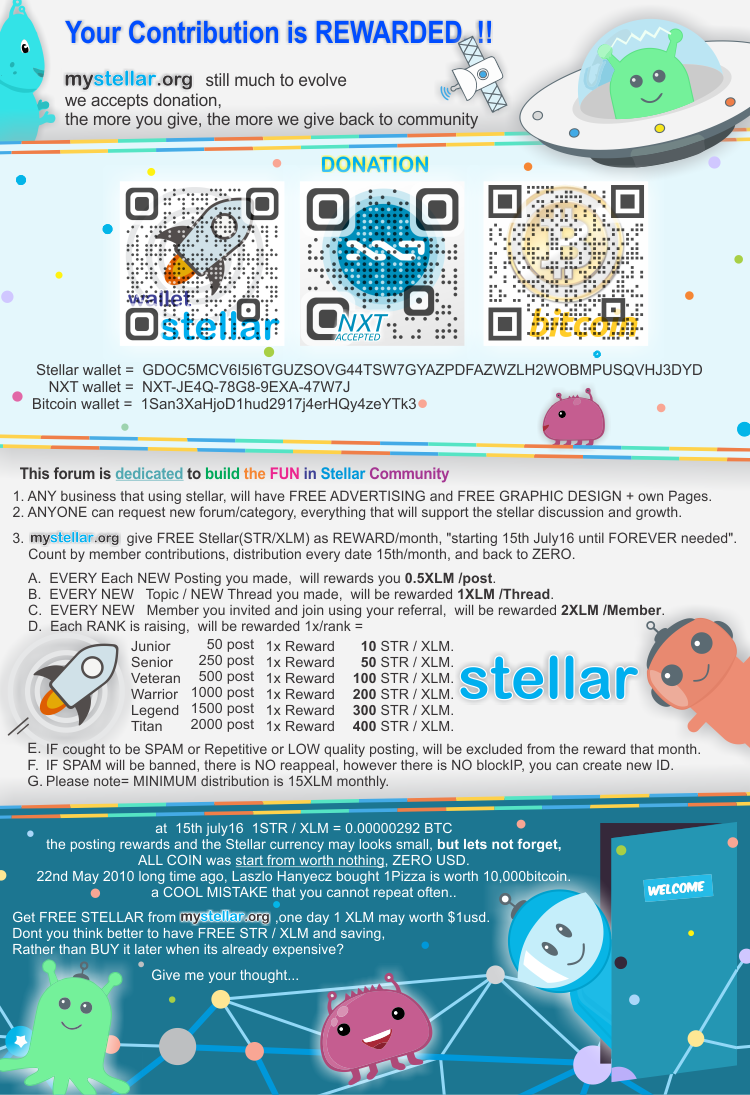 Your Contribution is REWARDED !!
mystellar.org still much to evolve
we accepts donation,
the more you give, the more we give back to community
DONATION
wallet
stellar
NXT
ACCEPTED
bitcoin
Stellar wallet = GDOC5MCV6I5I6TGUZSOVG44TSW7GYAZPDFAZWZLH2WOBMPUSQVHJ3DYD
NXT wallet = NXT-JE4Q-78G8-9EXA-47W7J
Bitcoin wallet = 1San3XaHjoD1hud2917j4erHQy4zeYTk3
This forum is dedicated to build the FUN in Stellar Community
1. ANY business that using stellar, will have FREE ADVERTISING and FREE GRAPHIC DESIGN + own Pages.
2. ANYONE can request new forum/category, everything that will support the stellar discussion and growth.
3. mystellar.org give FREE Stellar(STR/XLM) as REWARD/month, "starting 15th July16 until FOREVER needed".
Count by member contributions, distribution every date 15th/month, and back to ZERO.
A. EVERY Each NEW Posting you made, will rewards you 0.5XLM /post.
B. EVERY NEW Topic / NEW Thread you made, will be rewarded 1XLM /Thread.
C. EVERY NEW Member you invited and join using your referral, will be rewarded 2XLM /Member.
D. Each RANK is raising, will be rewarded 1x/rank =
Junior 50 post 1x Reward 10 STR / XLM.
Senior 250 post 1x Reward 50 STR / XLM.
Veteran 500 post 1x Reward 100 STR / XLM.
Warrior 1000 post 1x Reward 200 STR / XLM.
Legend 1500 post 1x Reward 300 STR / XLM.
Titan 2000 post 1x Reward 400 STR / XLM.
stellar
E. IF cought to be SPAM or Repetitive or LOW quality posting, will be excluded from the reward that month.
F. IF SPAM will be banned, there is NO reappeal, however there is NO blockIP, you can create new ID.
G. Please note= MINIMUM distribution is 15XLM monthly.
at 15th july16 1STR / XLM = 0.00000292 BTC
the posting rewards and the Stellar currency may looks small, but lets not forget,
ALL COIN was start from worth nothing, ZERO USD.
22nd May 2010 long time ago, Laszlo Hanyecz bought 1Pizza is worth 10,000bitcoin.
a COOL MISTAKE that you cannot repeat often..
WELCOME
Get FREE STELLAR from mystellar.org ,one day 1 XLM may worth $1usd.
Dont you think better to have FREE STR / XLM and saving,
Rather than BUY it later when its already expensive?
Give me your thought...